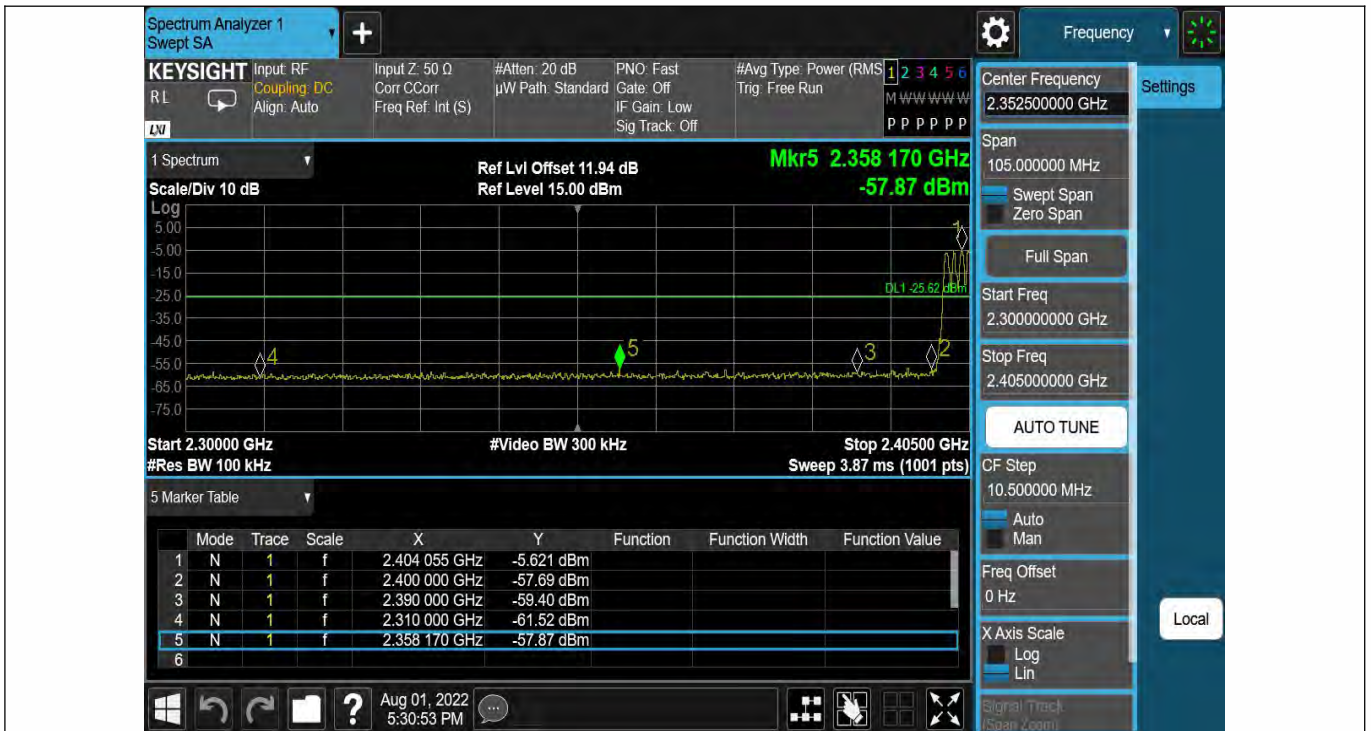 Spectrum Analyzer 1
Swept SA
+
Frequency
KEYSIGHT
RL
LXI
Input: RF
Coupling: DC
Align: Auto
Input Z: 50 Ω
Corr CCorr
Freq Ref: Int (S)
#Atten: 20 dB
µW Path: Standard
PNO: Fast
Gate: Off
IF Gain: Low
Sig Track: Off
#Avg Type: Power (RMS
Trig: Free Run
1 2 3 4 5 6
M W W W W W
P P P P P P
1 Spectrum
Scale/Div 10 dB
Ref Lvl Offset 11.94 dB
Ref Level 15.00 dBm
Mkr5 2.358 170 GHz
-57.87 dBm
Log
5.00
-5.00
-15.0
-25.0
-35.0
-45.0
-55.0
-65.0
-75.0
1
DL1 -25.62 dBm
4
5
3
2
Start 2.30000 GHz
#Video BW 300 kHz
Stop 2.40500 GHz
#Res BW 100 kHz
Sweep 3.87 ms (1001 pts)
5 Marker Table
Mode Trace Scale X Y Function Function Width Function Value
1 N 1 f 2.404 055 GHz -5.621 dBm
2 N 1 f 2.400 000 GHz -57.69 dBm
3 N 1 f 2.390 000 GHz -59.40 dBm
4 N 1 f 2.310 000 GHz -61.52 dBm
5 N 1 f 2.358 170 GHz -57.87 dBm
6
?
Aug 01, 2022
5:30:53 PM
Center Frequency
2.352500000 GHz
Settings
Span
105.000000 MHz
Swept Span
Zero Span
Full Span
Start Freq
2.300000000 GHz
Stop Freq
2.405000000 GHz
AUTO TUNE
CF Step
10.500000 MHz
Auto
Man
Freq Offset
0 Hz
X Axis Scale
Log
Lin
Local
Signal Track
(Span Zoom)